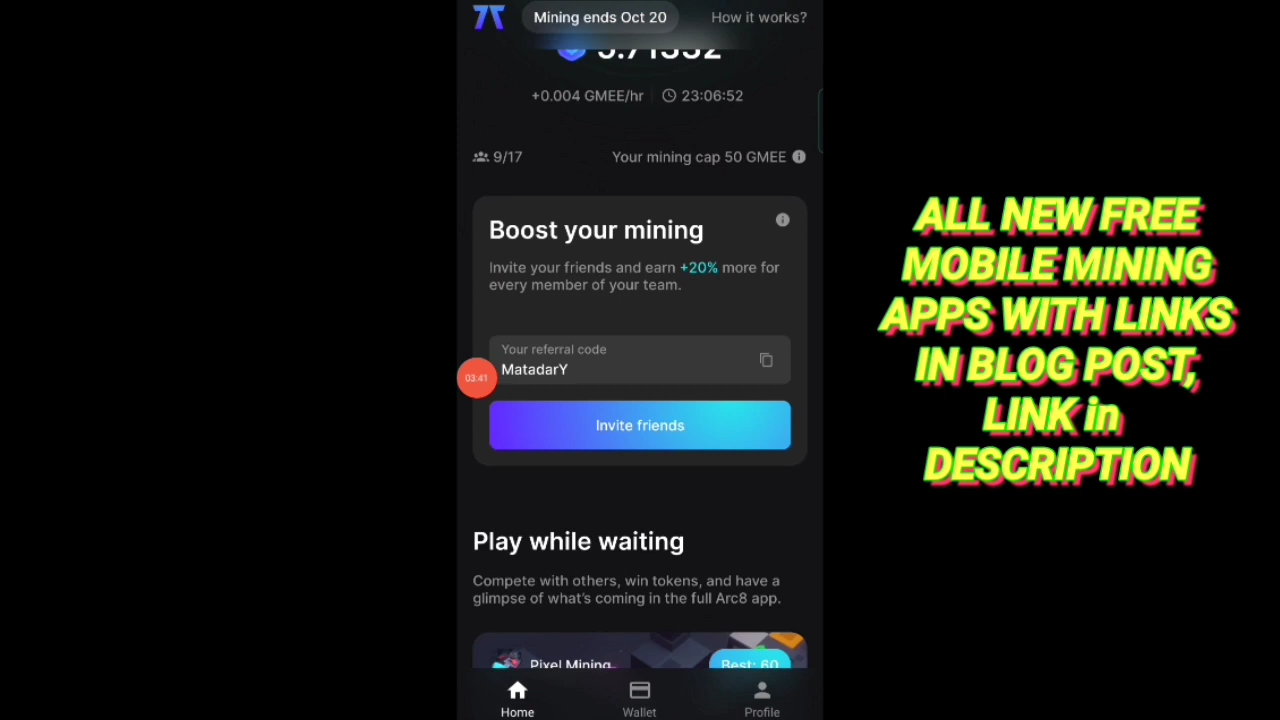 Mining ends Oct 20
How it works?
+0.004 GMEE/hr
23:06:52
9/17
Your mining cap 50 GMEE
Boost your mining
Invite your friends and earn +20% more for
every member of your team.
Your referral code
MatadarY
03:41
Invite friends
Play while waiting
Compete with others, win tokens, and have a
glimpse of what's coming in the full Arc8 app.
Pixel Mining
Best: 60
Home
Wallet
Profile
ALL NEW FREE
MOBILE MINING
APPS WITH LINKS
IN BLOG POST,
LINK in
DESCRIPTION